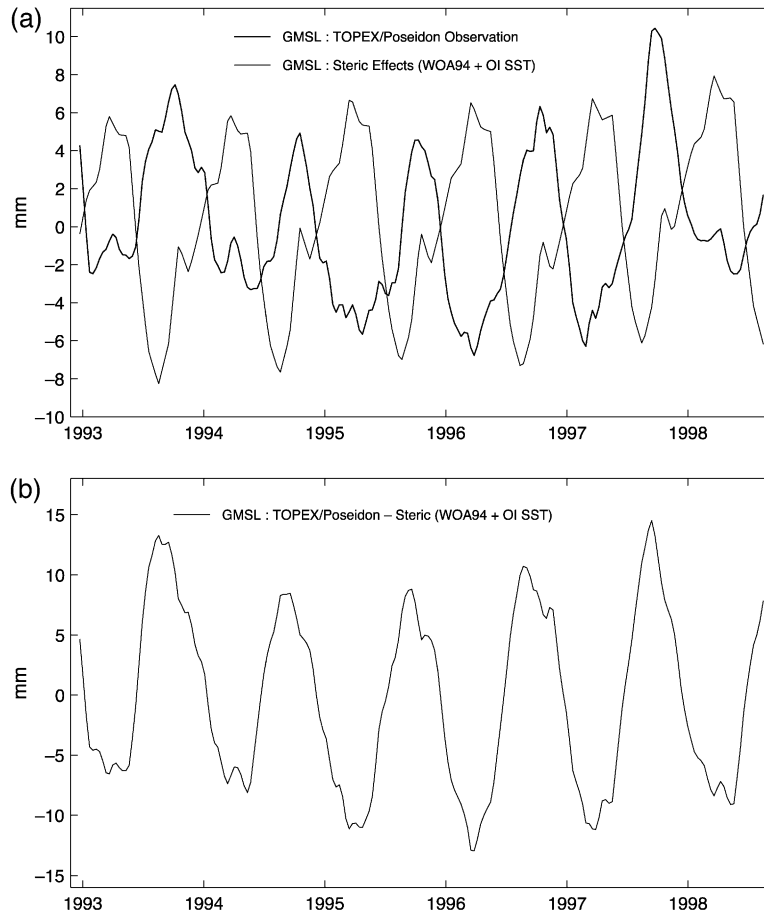 (a)
GMSL : TOPEX/Poseidon Observation
GMSL : Steric Effects (WOA94 + OI SST)
10
8
6
4
2
0
−2
−4
−6
−8
−10
mm
1993 1994 1995 1996 1997 1998
(b)
GMSL : TOPEX/Poseidon − Steric (WOA94 + OI SST)
15
10
5
0
−5
−10
−15
mm
1993 1994 1995 1996 1997 1998